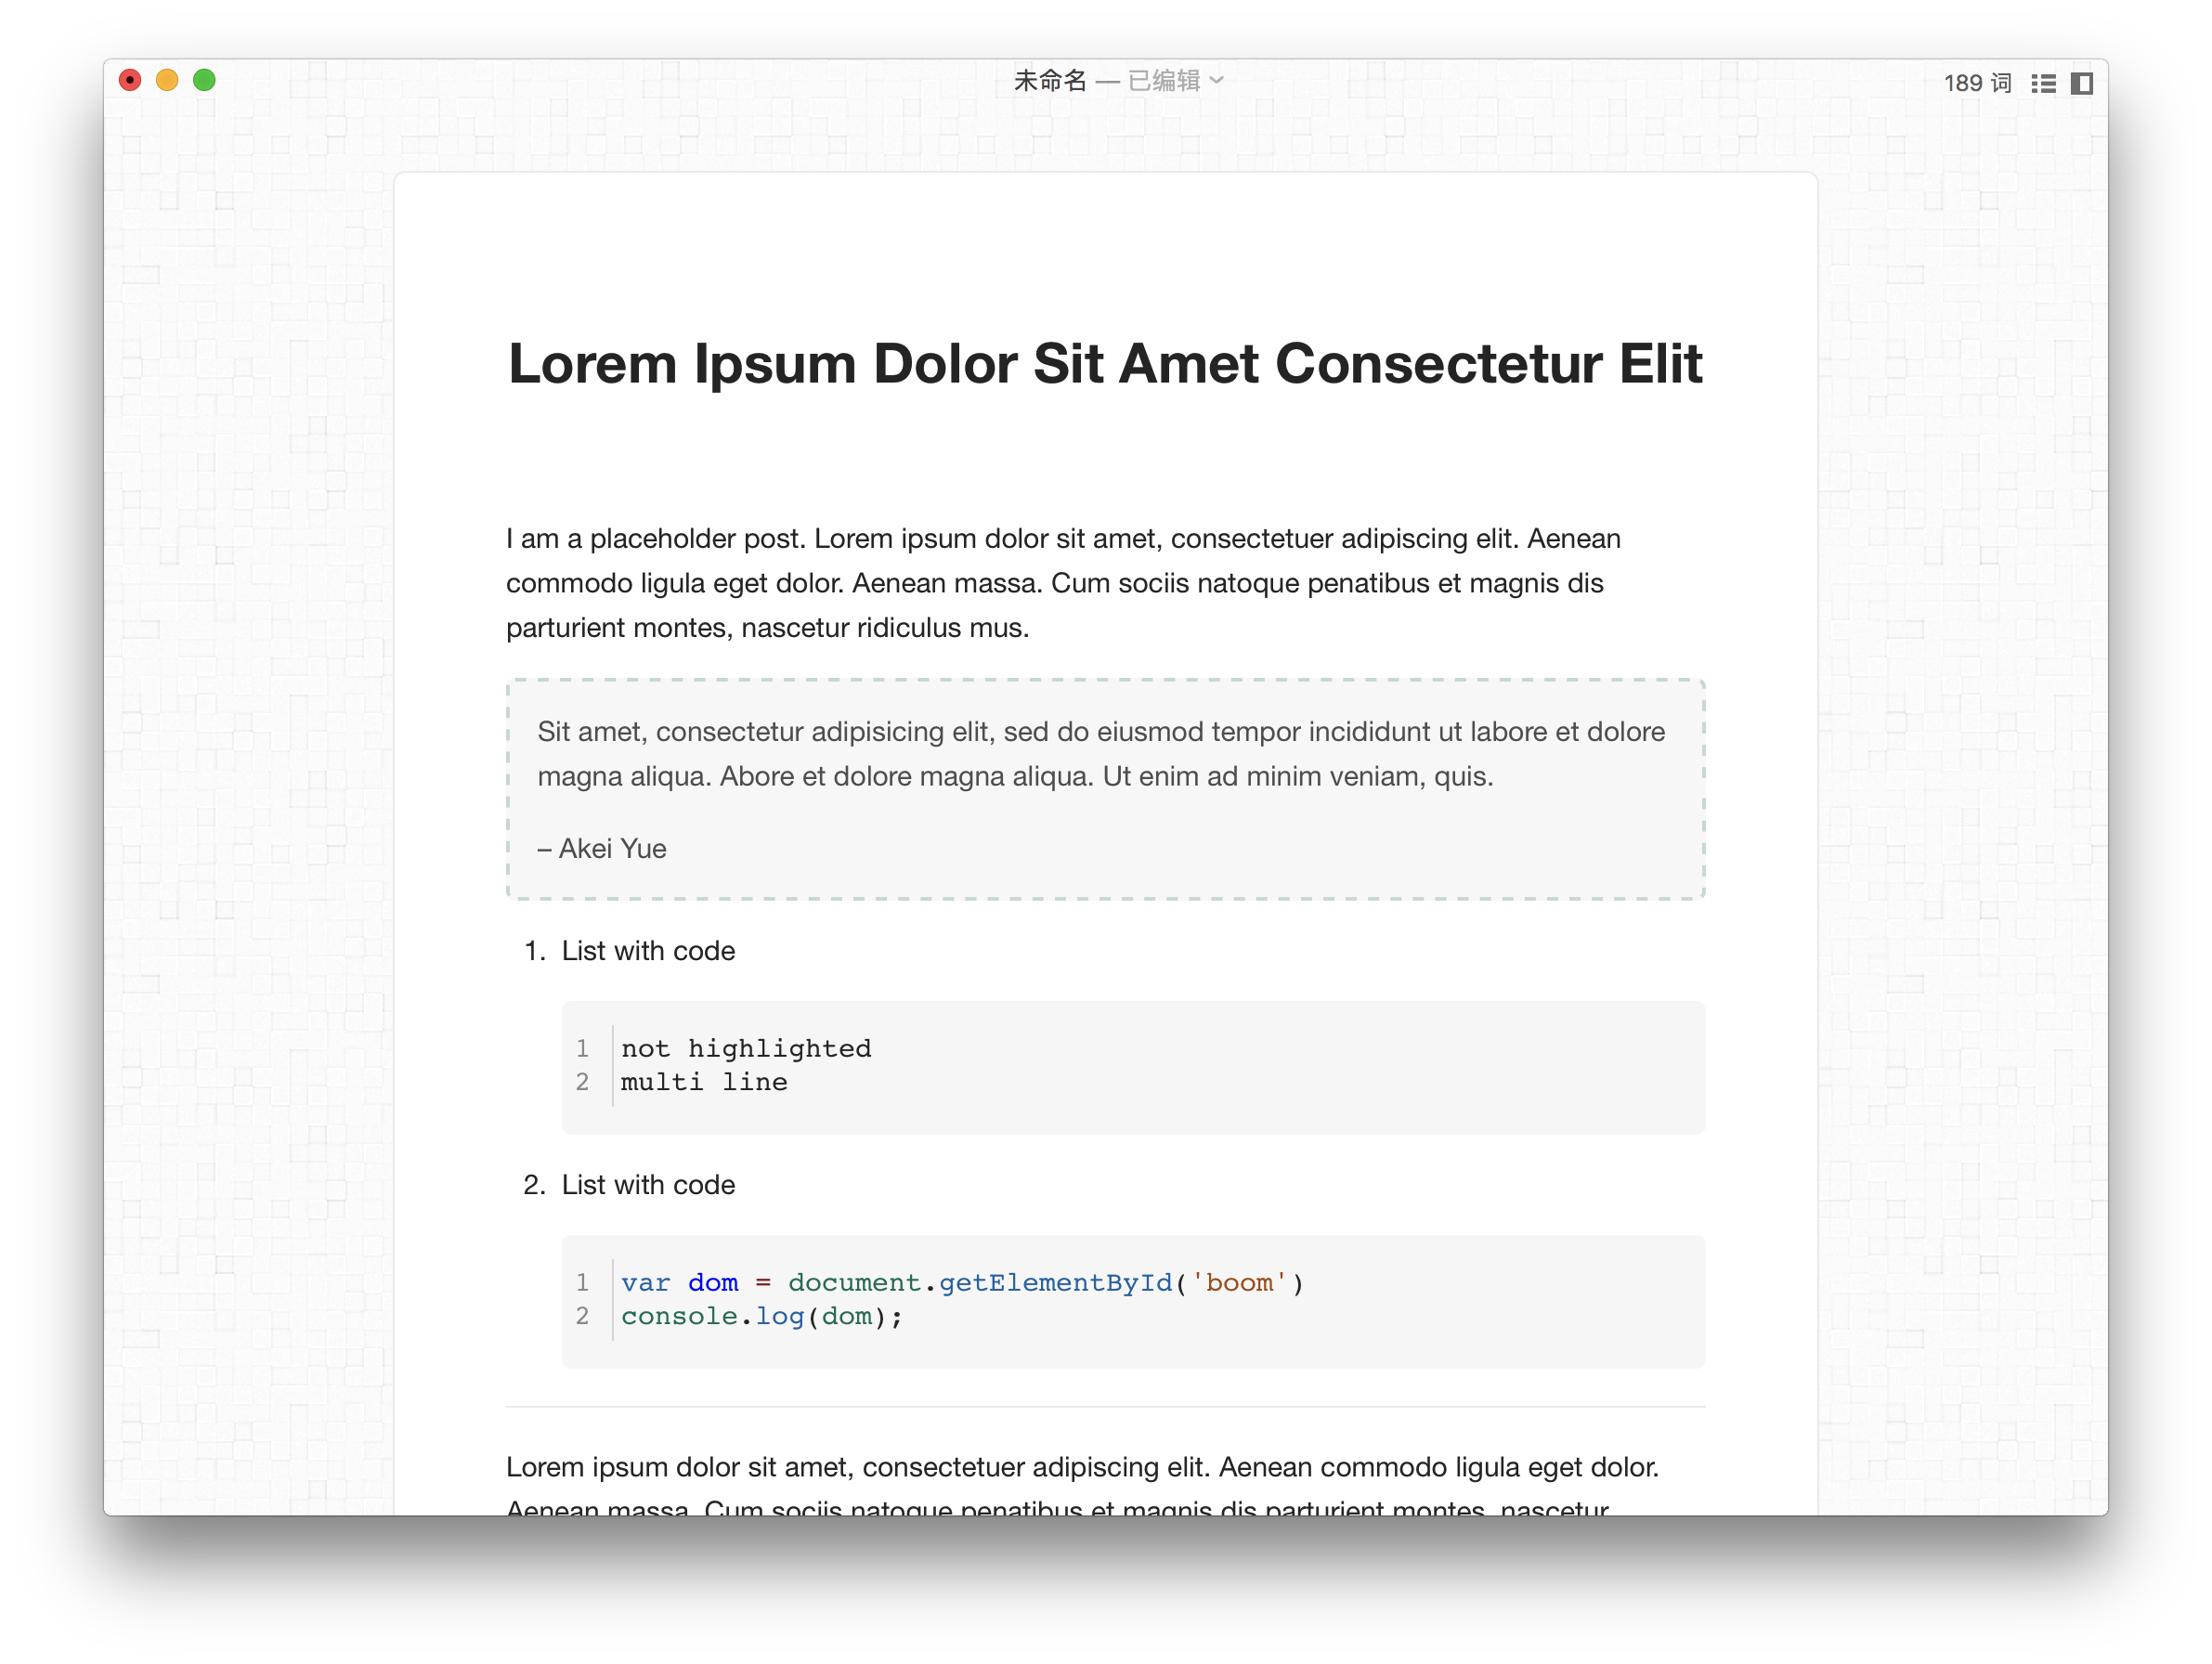 未命名 — 已编辑
189 词
Lorem Ipsum Dolor Sit Amet Consectetur Elit
I am a placeholder post. Lorem ipsum dolor sit amet, consectetuer adipiscing elit. Aenean
commodo ligula eget dolor. Aenean massa. Cum sociis natoque penatibus et magnis dis
parturient montes, nascetur ridiculus mus.
Sit amet, consectetur adipisicing elit, sed do eiusmod tempor incididunt ut labore et dolore
magna aliqua. Abore et dolore magna aliqua. Ut enim ad minim veniam, quis.
– Akei Yue
1. List with code
1 not highlighted
2 multi line
2. List with code
1 var dom = document.getElementById('boom')
2 console.log(dom);
Lorem ipsum dolor sit amet, consectetuer adipiscing elit. Aenean commodo ligula eget dolor.
Aenean massa. Cum sociis natoque penatibus et magnis dis parturient montes, nascetur